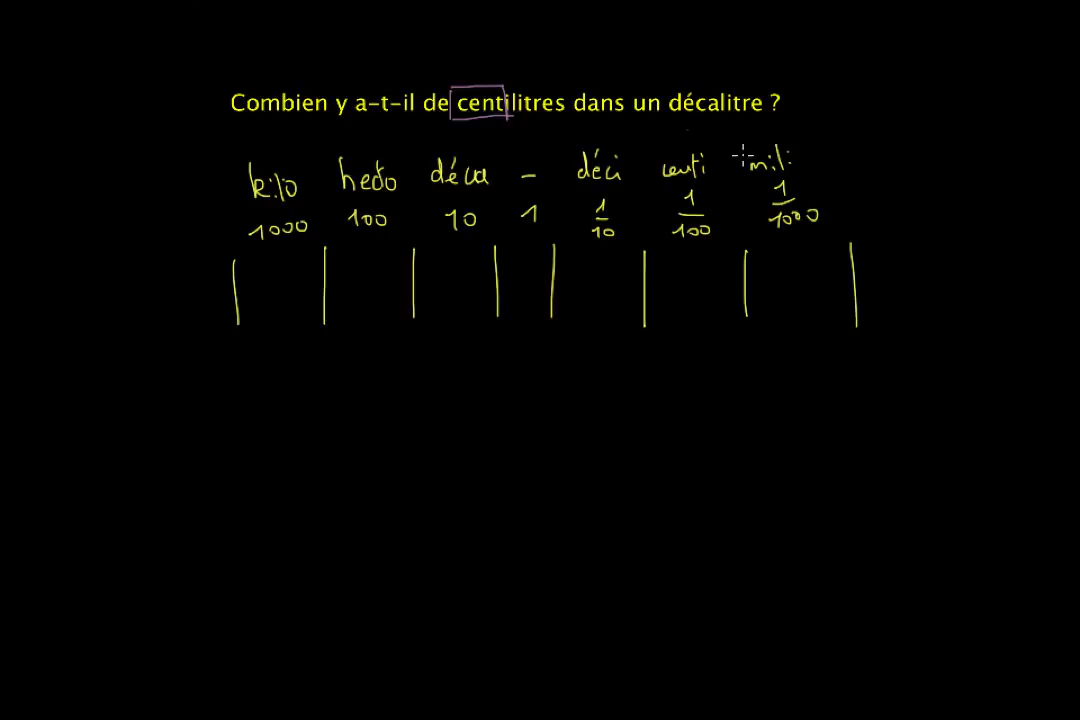 Combien y a-t-il de centilitres dans un décalitre ?
kilo hecto déca - déci centi mili
1000 100 10 1 1/10 1/100 1/1000